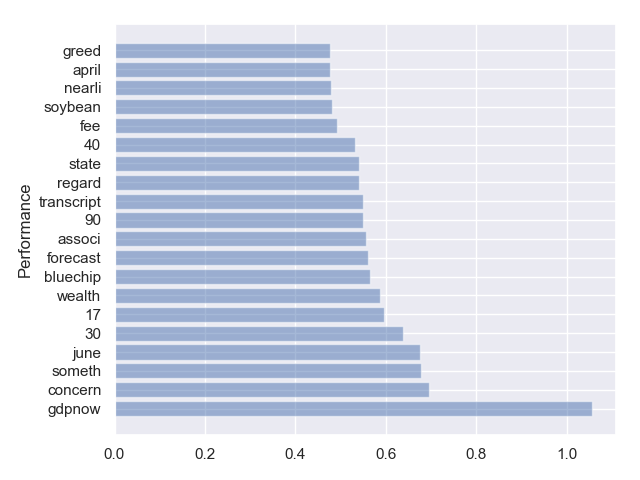 greed
april
nearli
soybean
fee
40
state
regard
transcript
90
associ
forecast
bluechip
wealth
17
30
june
someth
concern
gdpnow
Performance
0.0 0.2 0.4 0.6 0.8 1.0